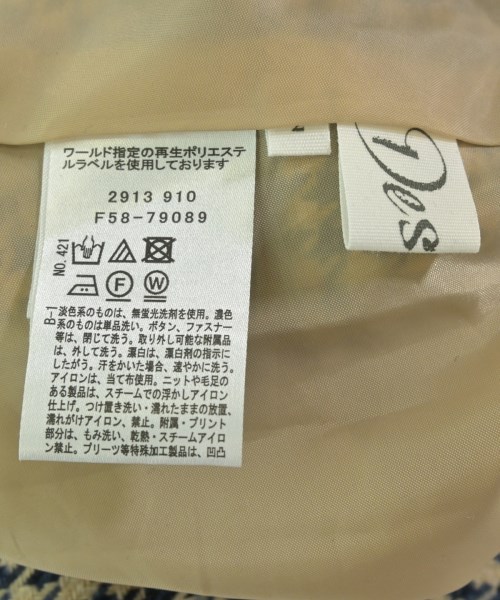 ワールド指定の再生ポリエステ
ルラベルを使用しております
2913 910
F58-79089
NO.421
F W
B-1
淡色系のものは、無蛍光洗剤を使用。濃色
系のものは単品洗い。ボタン、ファスナー
等は、閉じて洗う。取り外し可能な附属品
は、外して洗う。漂白は、漂白剤の指示に
したがう。汗をかいた場合、速やかに洗う。
アイロンは、当て布使用。ニットや毛足の
ある製品は、スチームでの浮かしアイロン
仕上げ。つけ置き洗い・濡れたままの放置、
濡れがけアイロン、禁止。附属・プリント
部分は、もみ洗い、乾熱・スチームアイロ
ン禁止。プリーツ等特殊加工製品は、凹凸
Des